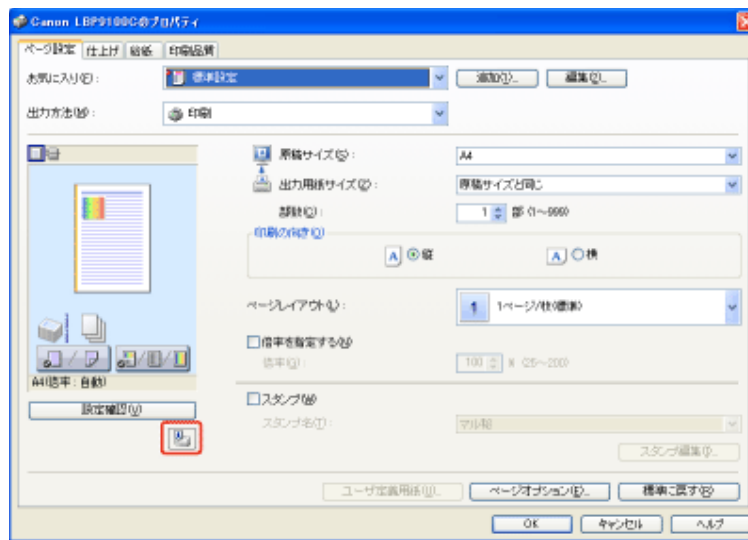 Canon LBP9100Cのプロパティ
ページ設定 仕上げ 給紙 印刷品質
お気に入り(F): 標準設定 追加(1)... 編集(2)...
出力方法(M): 印刷
原稿サイズ(S): A4
出力用紙サイズ(Z): 原稿サイズと同じ
部数(C): 1 部 (1～999)
印刷の向き(O)
A 縦 A 横
ページレイアウト(L): 1 1ページ/枚(標準)
倍率を指定する(N)
倍率(G): 100 % (25～200)
A4(倍率: 自動)
設定確認(V)
スタンプ(W)
スタンプ名(T): マル秘
スタンプ編集(I)...
ユーザ定義用紙(U)... ページオプション(E)... 標準に戻す(R)
OK キャンセル ヘルプ